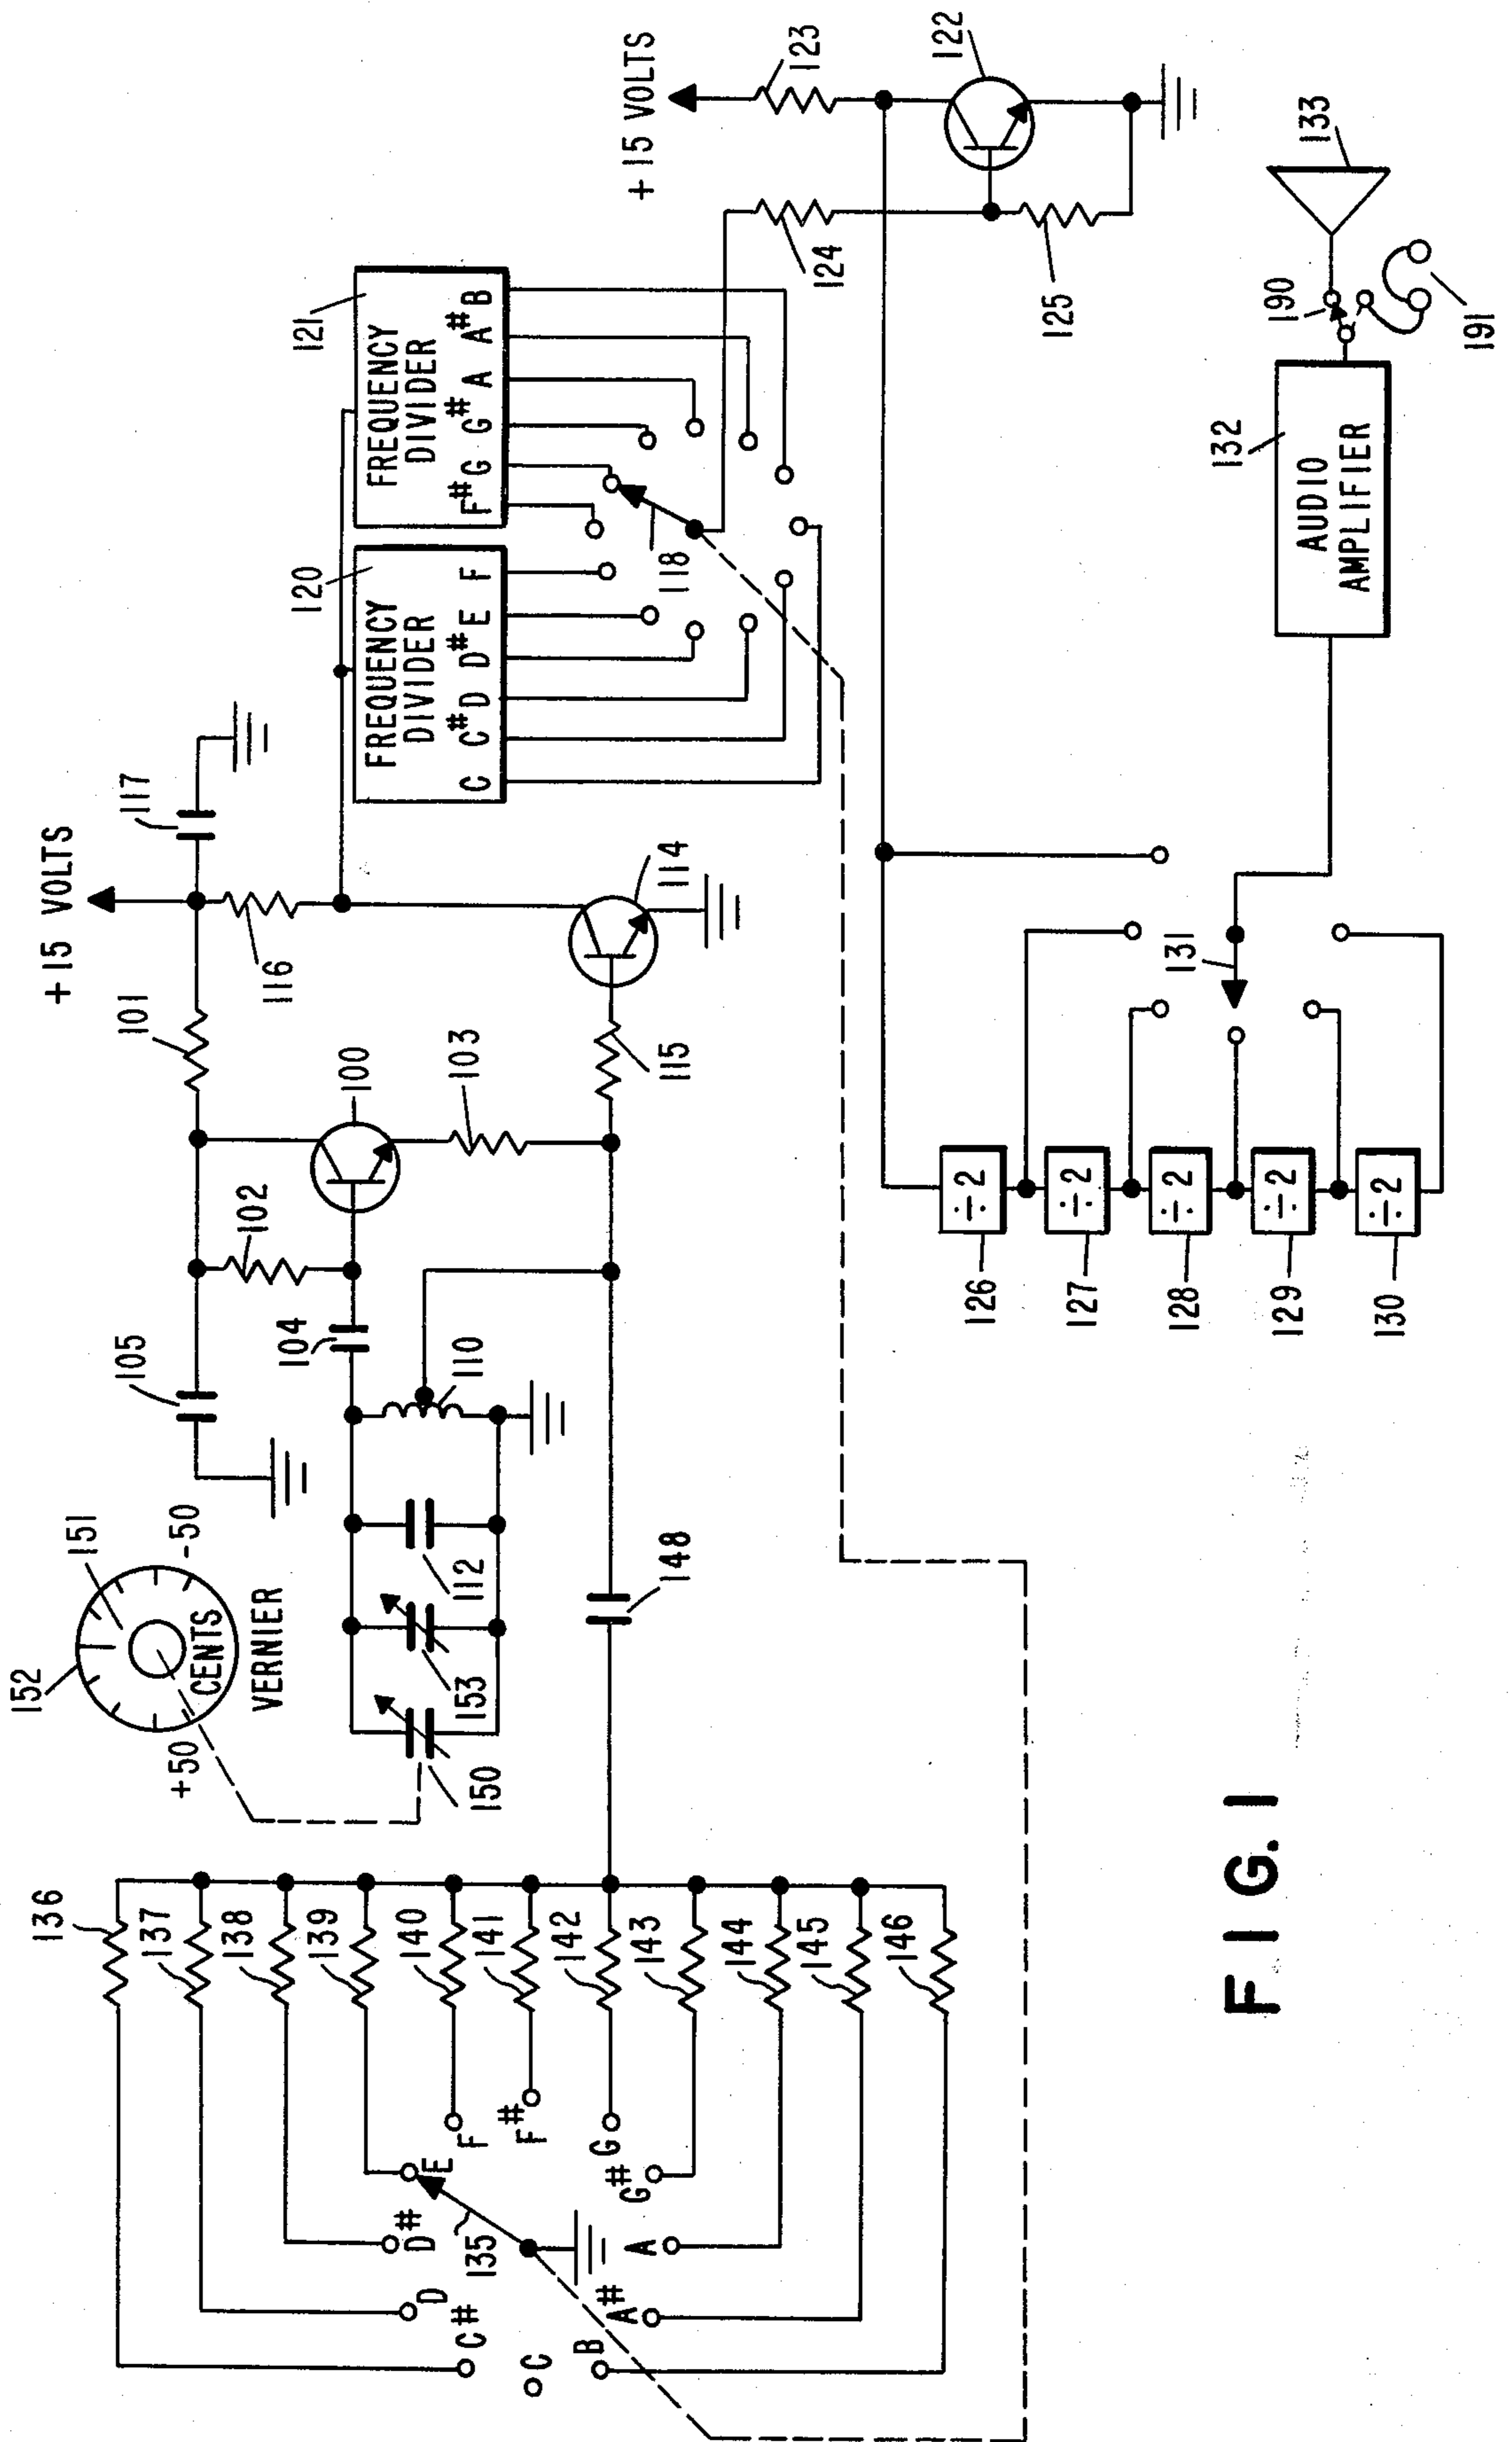 136
137
138
139
140
141
142
143
144
145
146
C#
D
D#
E
F
F#
G
G#
A
A#
B
C
135
152
151
+50
-50
CENTS
VERNIER
150
153
112
148
105
104
110
102
101
100
103
115
+15 VOLTS
116
117
114
120
FREQUENCY
DIVIDER
C C# D D# E F
121
FREQUENCY
DIVIDER
F# G G# A A# B
118
+15 VOLTS
123
122
124
125
÷2
÷2
÷2
÷2
÷2
126
127
128
129
130
131
132
AUDIO
AMPLIFIER
190
133
191
FIG. 1